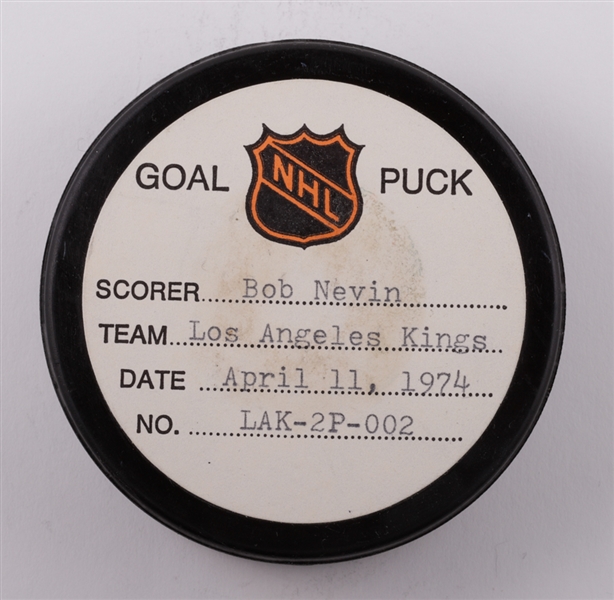 GOAL NHL PUCK
SCORER.....Bob Nevin..............
TEAM...Los Angeles Kings...
DATE ...April 11, 1974....
NO. .........LAK-2P-002........